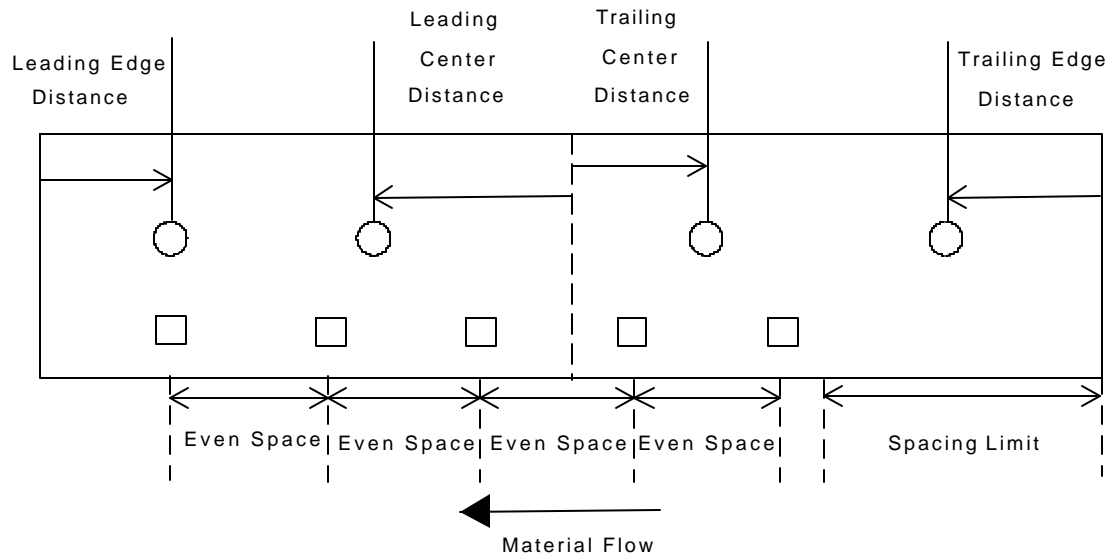 Leading Edge
Distance
Leading
Center
Distance
Trailing
Center
Distance
Trailing Edge
Distance
Even Space
Even Space
Even Space
Even Space
Spacing Limit
Material Flow